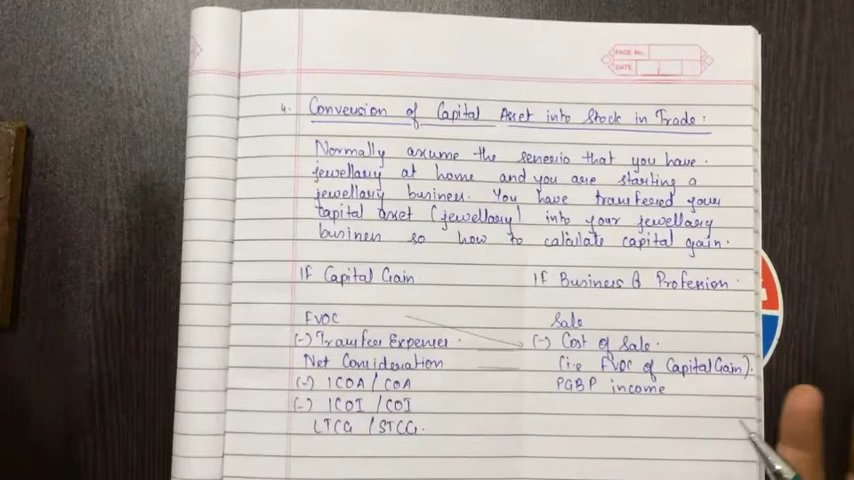 PAGE NO.
DATE
4. Conversion of Capital Asset into Stock in Trade:
Normally assume the senerio that you have.
jewellary at home and you are starting a
jewellary business. You have transfered your
capital asset (jewellary) into your jewellary
business so how to calculate capital gain.
IF Capital Gain
IF Business & Profession.
FVOC
(-) Transfer Expenses.
Net Consideration
(-) ICOA / COA
(-) ICOI / COI
LTCG / STCG.
Sale
(-) Cost of Sale.
(i.e FVOC of Capital Gain).
PGBP income